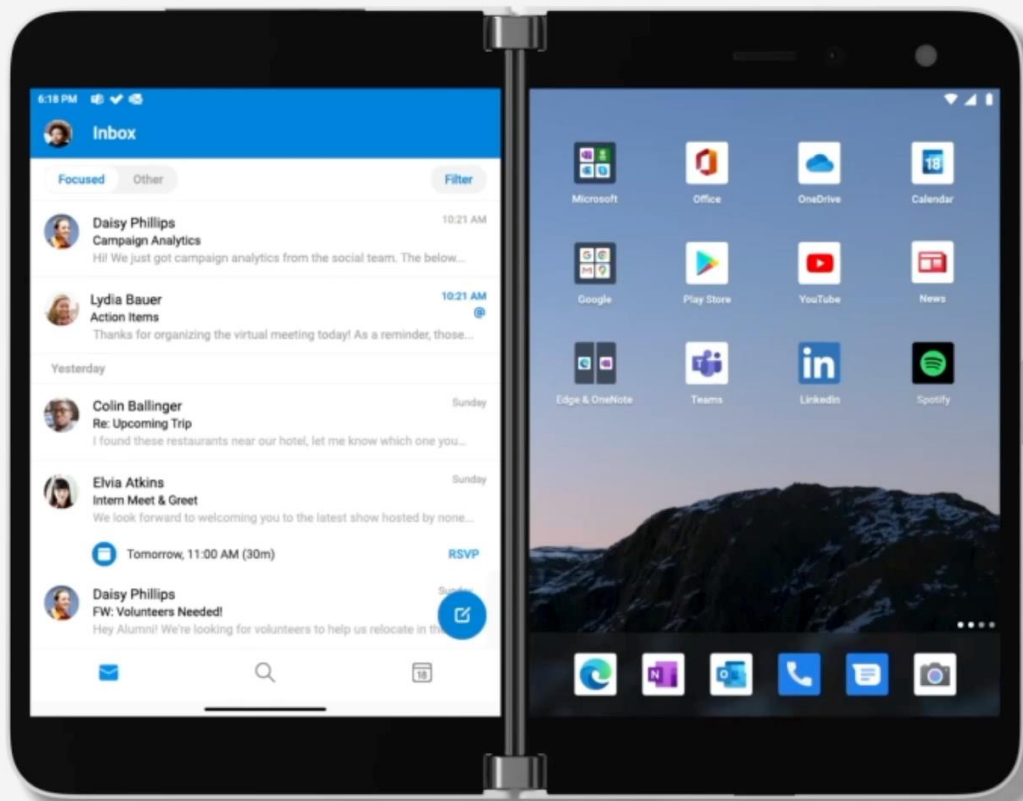 6:18 PM
Inbox
Focused Other Filter
Daisy Phillips 10:21 AM
Campaign Analytics
Hi! We just got campaign analytics from the social team. The below...
Lydia Bauer 10:21 AM
Action Items @
Thanks for organizing the virtual meeting today! As a reminder, those...
Yesterday
Colin Ballinger Sunday
Re: Upcoming Trip
I found these restaurants near our hotel, let me know which one you...
Elvia Atkins Sunday
Intern Meet & Greet
We look forward to welcoming you to the latest show hosted by none...
Tomorrow, 11:00 AM (30m) RSVP
Daisy Phillips Sunday
FW: Volunteers Needed!
Hey Alumni! We're looking for volunteers to help us relocate in the
18
18
Microsoft Office OneDrive Calendar
G M
Google Play Store YouTube News
T in
Edge & OneNote Teams LinkedIn Spotify
N O